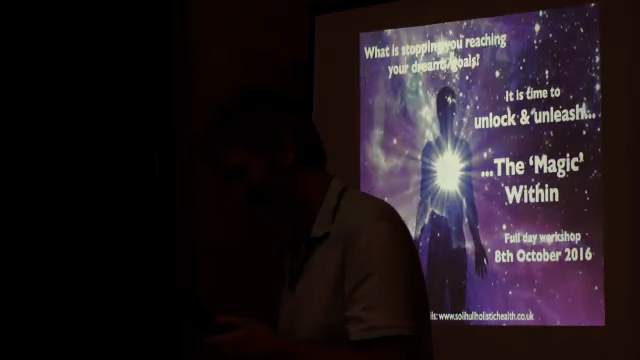 What is stopping you reaching
your dreams/goals?
It is time to
unlock & unleash...
...The 'Magic'
Within
Full day workshop
8th October 2016
ils: www.solihullholistichealth.co.uk